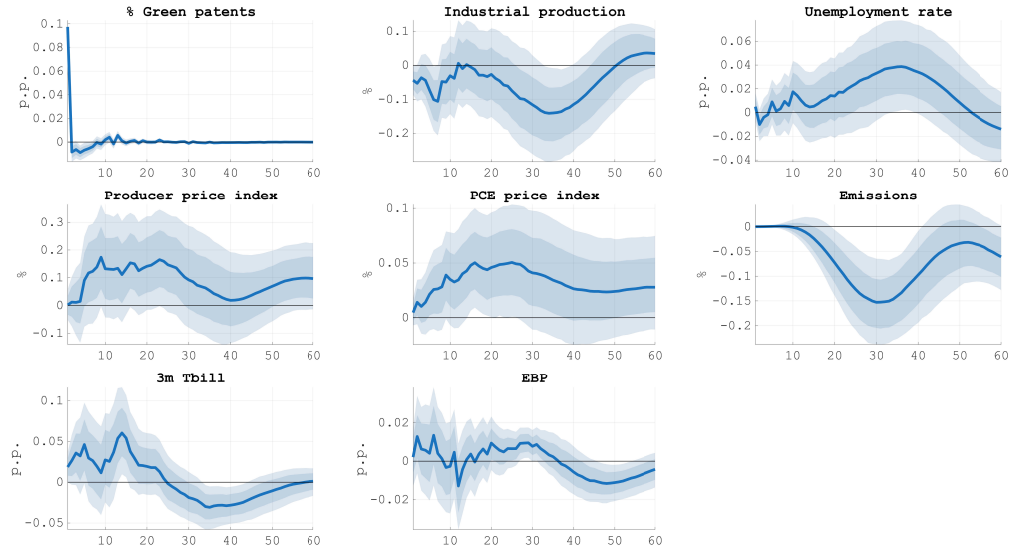 % Green patents
p.p.
0.1
0.08
0.06
0.04
0.02
0
10 20 30 40 50 60
Industrial production
%
0.1
0
-0.1
-0.2
10 20 30 40 50 60
Unemployment rate
p.p.
0.06
0.04
0.02
0
-0.02
-0.04
10 20 30 40 50 60
Producer price index
%
0.3
0.2
0.1
0
-0.1
10 20 30 40 50 60
PCE price index
%
0.1
0.05
0
10 20 30 40 50 60
Emissions
%
0
-0.05
-0.1
-0.15
-0.2
10 20 30 40 50 60
3m Tbill
p.p.
0.1
0.05
0
-0.05
10 20 30 40 50 60
EBP
p.p.
0.02
0
-0.02
10 20 30 40 50 60